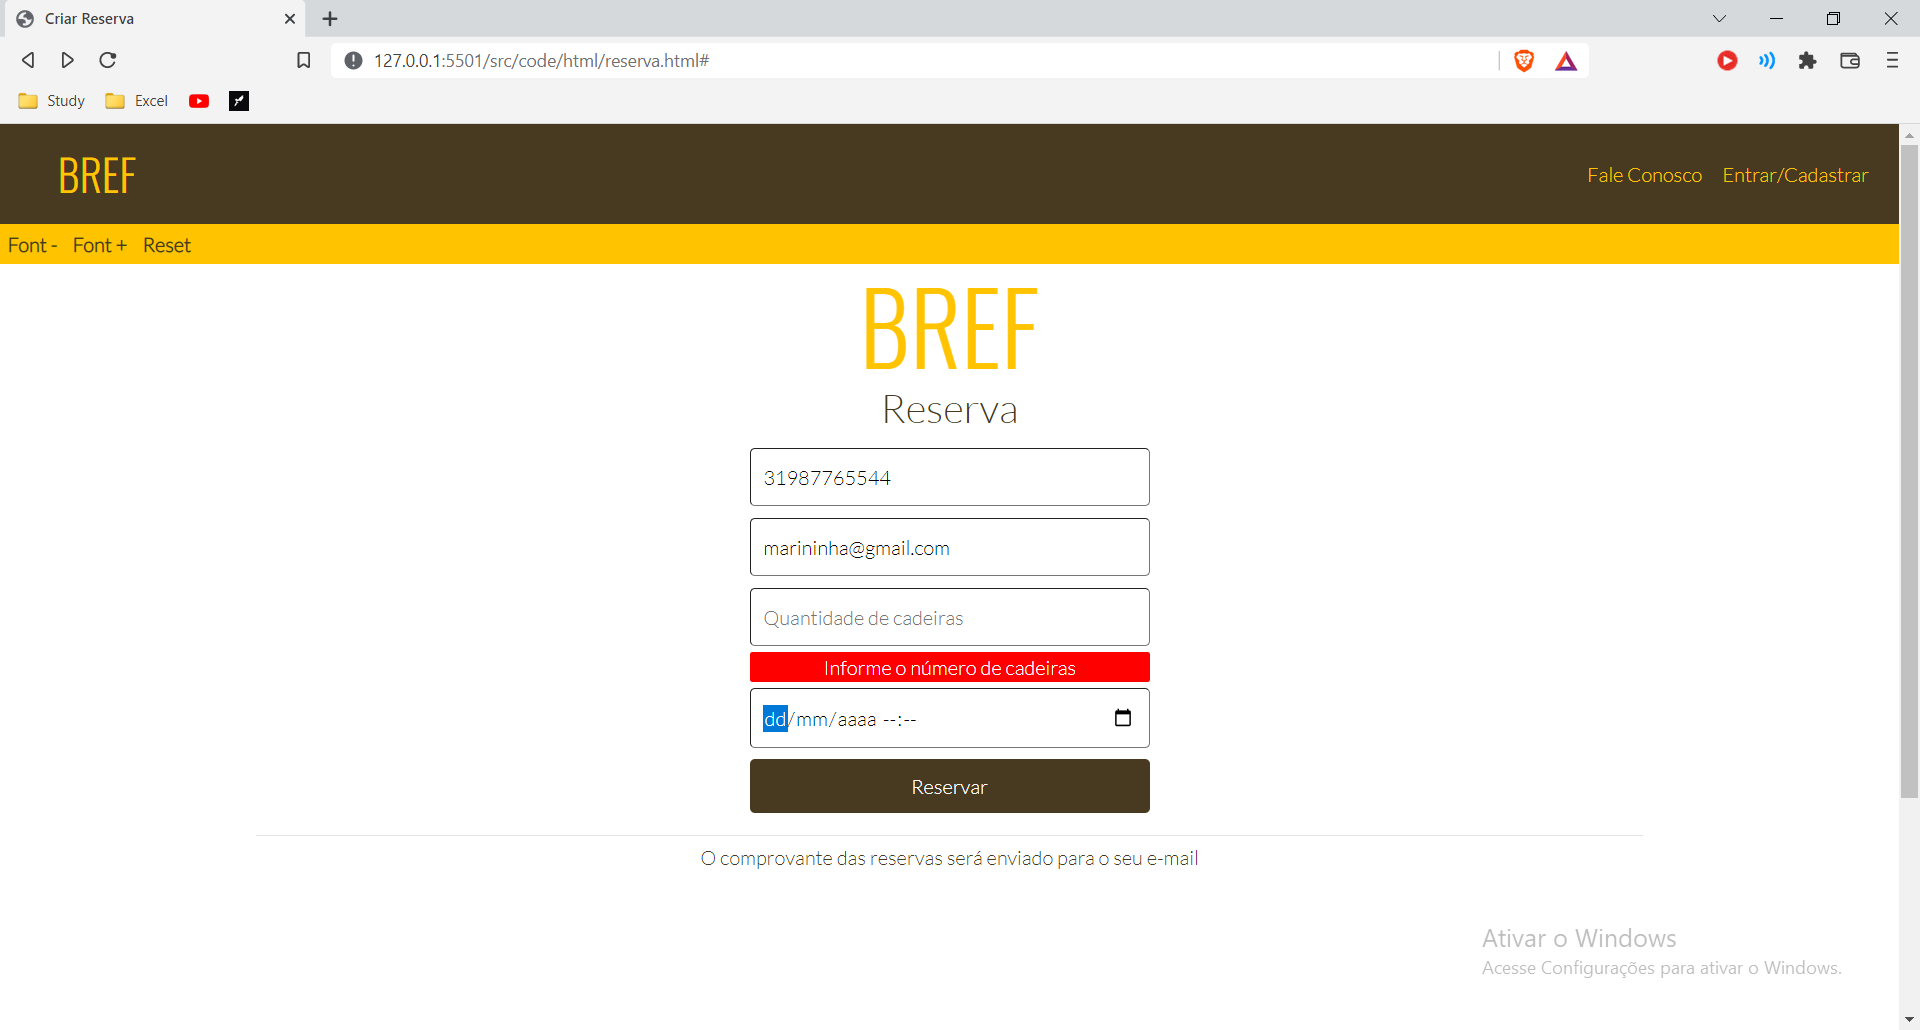 Criar Reserva
127.0.0.1:5501/src/code/html/reserva.html#
Study Excel
BREF Fale Conosco Entrar/Cadastrar
Font - Font + Reset
BREF
Reserva
31987765544
marininha@gmail.com
Quantidade de cadeiras
Informe o número de cadeiras
dd/mm/aaaa --:--
Reservar
O comprovante das reservas será enviado para o seu e-mail
Ativar o Windows
Acesse Configurações para ativar o Windows.